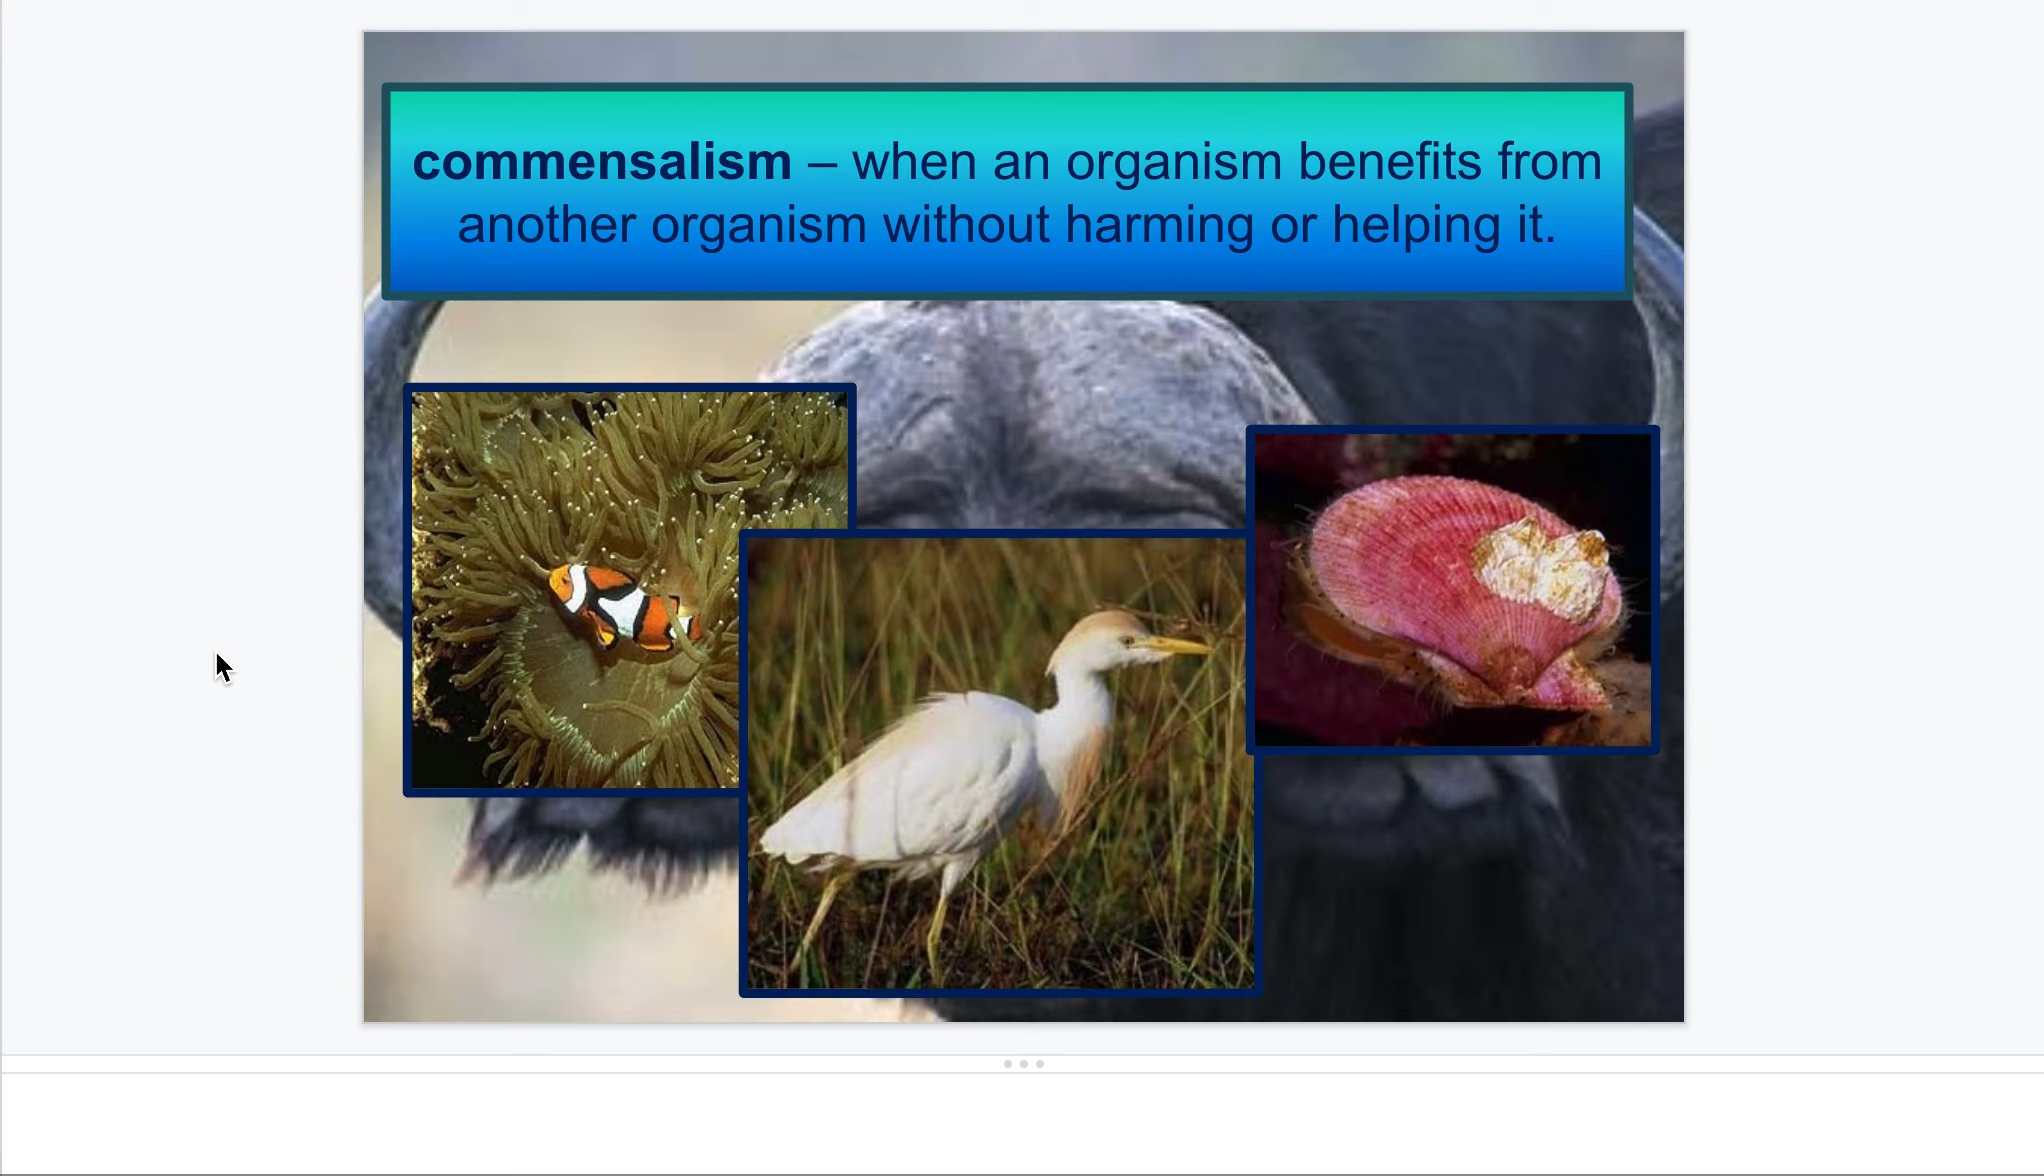 commensalism – when an organism benefits from
another organism without harming or helping it.